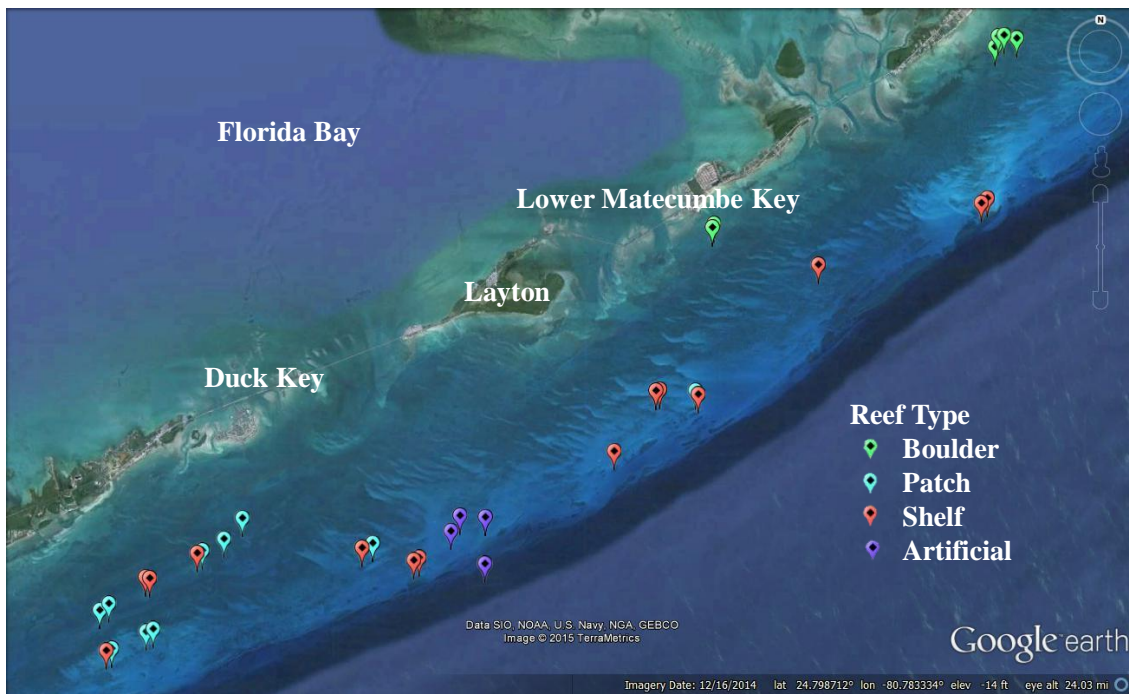 N
Florida Bay
Lower Matecumbe Key
Layton
Duck Key
Reef Type
Boulder
Patch
Shelf
Artificial
Data SIO, NOAA, U.S. Navy, NGA, GEBCO
Image © 2015 TerraMetrics
Google earth
Imagery Date: 12/16/2014 lat 24.798712° lon -80.783334° elev -14 ft eye alt 24.03 mi